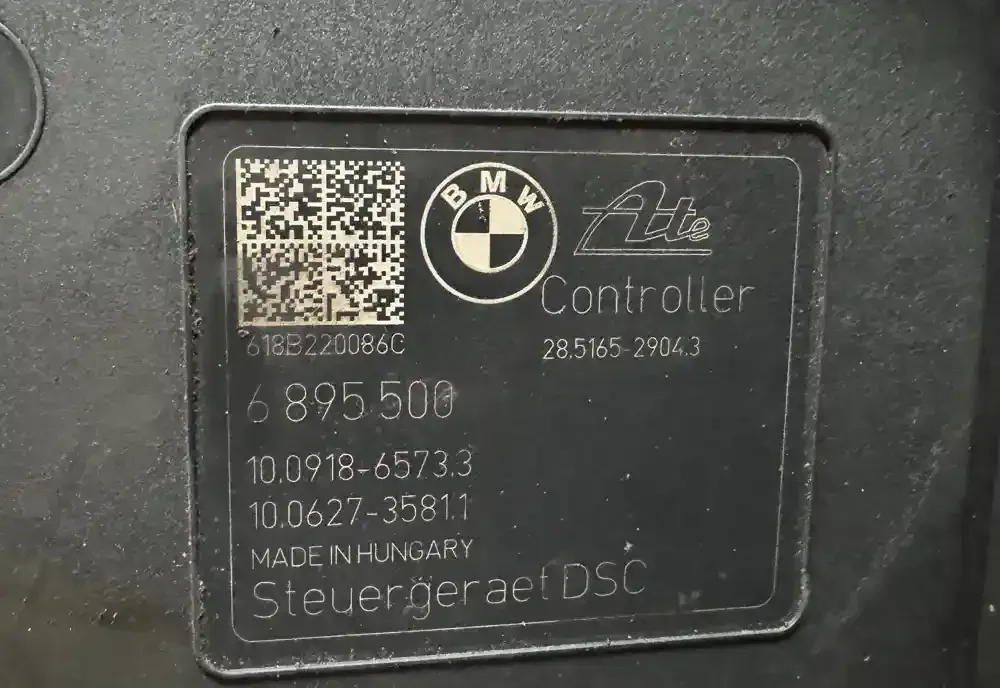 BMW
Ate
Controller
618B220086C
28.5165-2904.3
6 895 500
10.0918-6573.3
10.0627-3581.1
MADE IN HUNGARY
Steuergeraet DSC